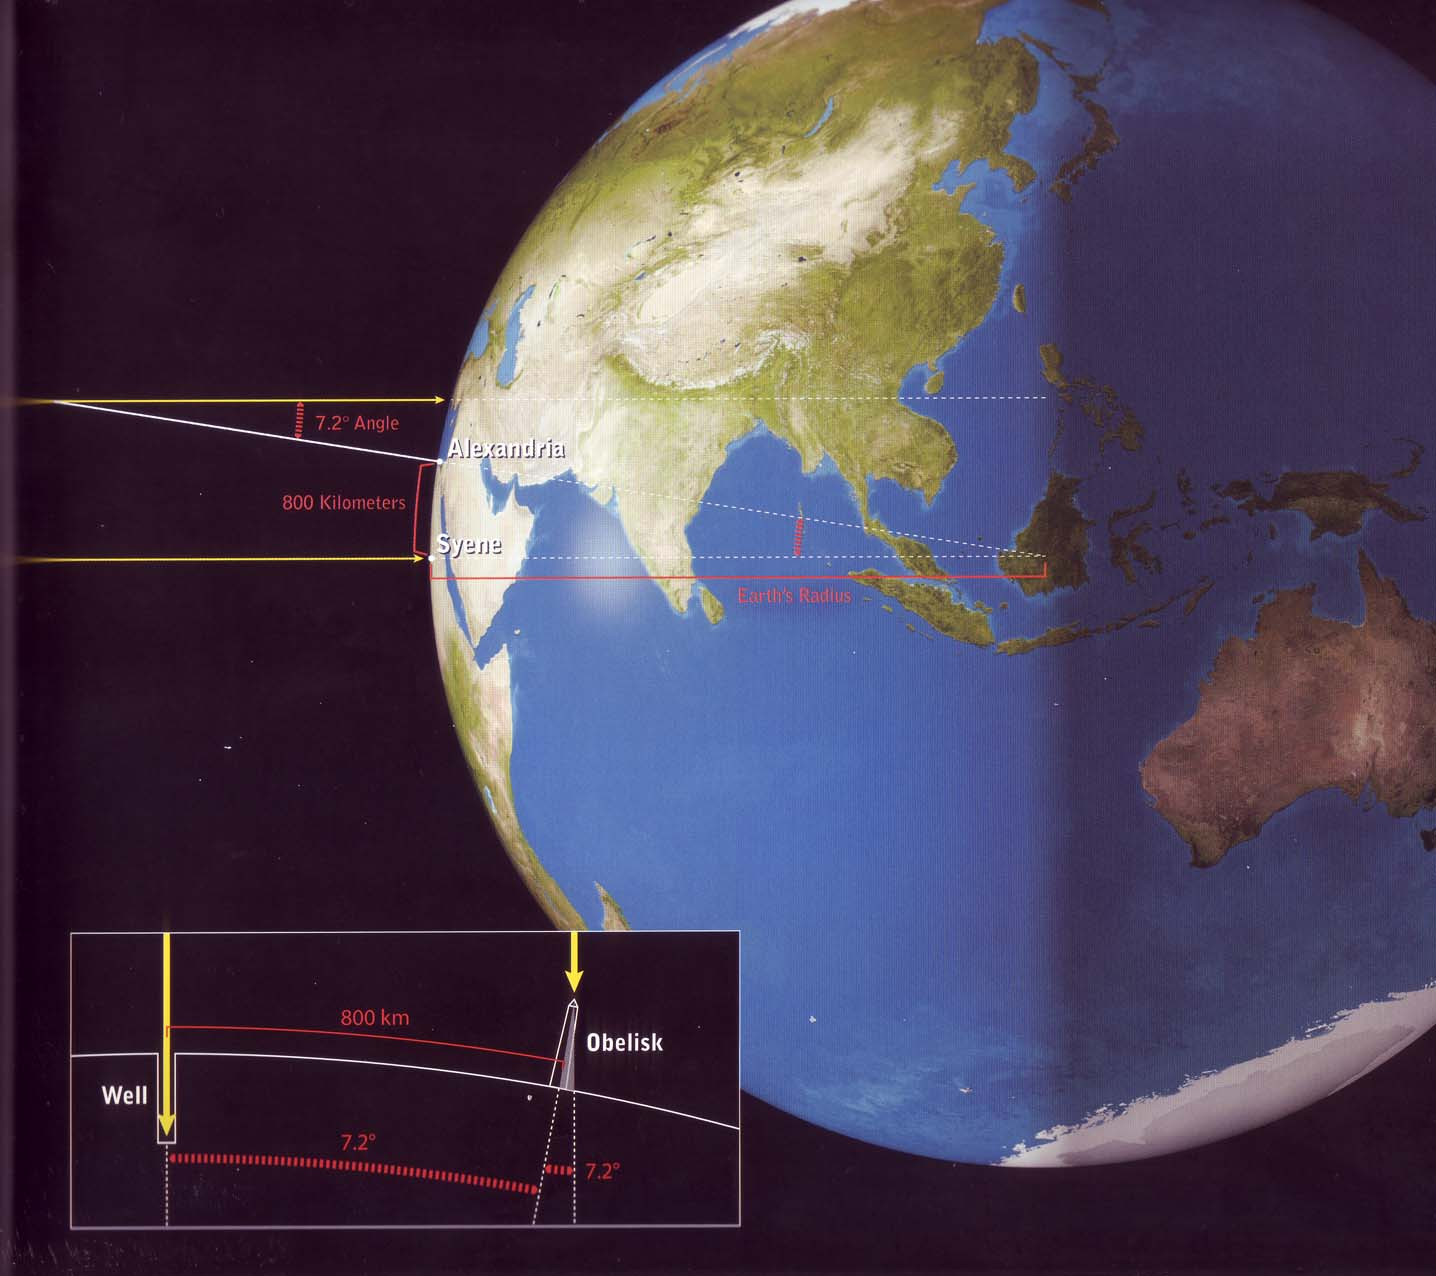 7.2° Angle
Alexandria
800 Kilometers
Syene
Earth's Radius
800 km
Obelisk
Well
7.2°
7.2°